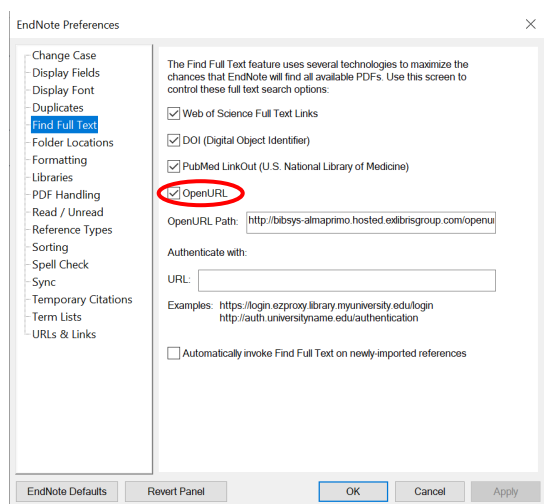 EndNote Preferences
Change Case
Display Fields
Display Font
Duplicates
Find Full Text
Folder Locations
Formatting
Libraries
PDF Handling
Read / Unread
Reference Types
Sorting
Spell Check
Sync
Temporary Citations
Term Lists
URLs & Links
The Find Full Text feature uses several technologies to maximize the
chances that EndNote will find all available PDFs. Use this screen to
control these full text search options:
Web of Science Full Text Links
DOI (Digital Object Identifier)
PubMed LinkOut (U.S. National Library of Medicine)
OpenURL
OpenURL Path: http://bibsys-almaprimo.hosted.exlibrisgroup.com/openu
Authenticate with:
URL:
Examples: https://login.ezproxy.library.myuniversity.edu/login
http://auth.universityname.edu/authentication
Automatically invoke Find Full Text on newly-imported references
EndNote Defaults Revert Panel OK Cancel Apply